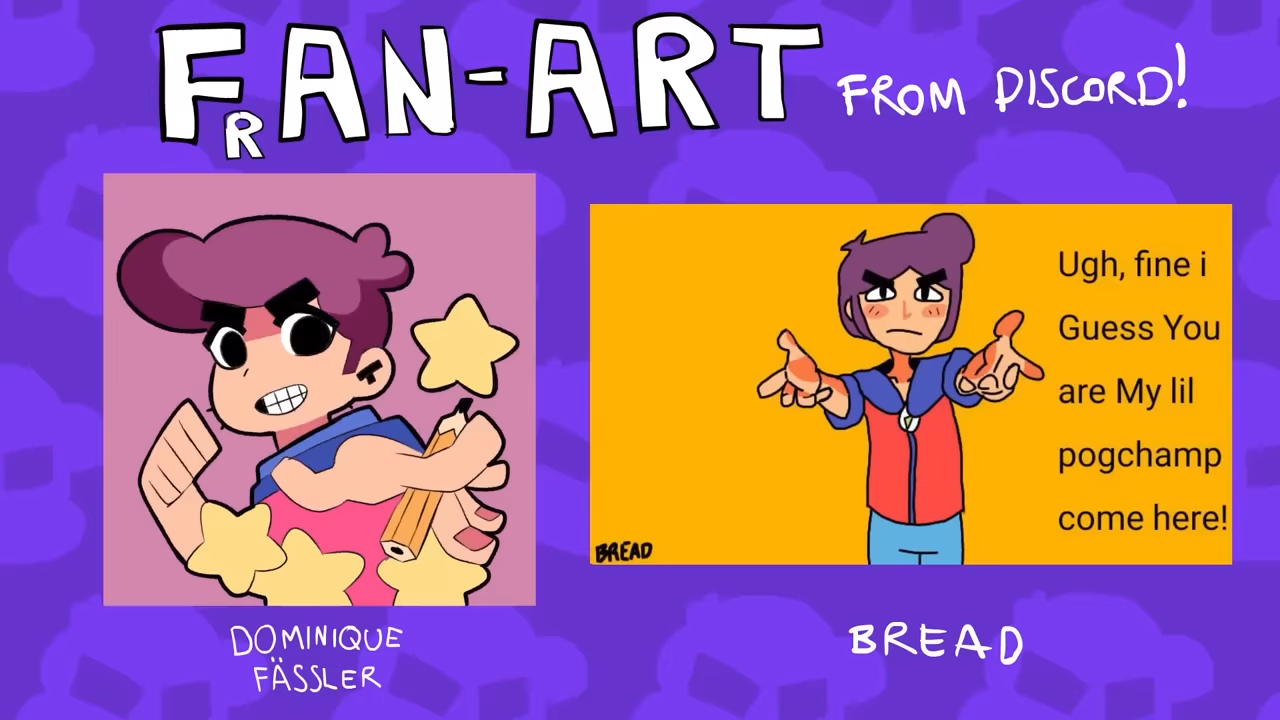 FRAN-ART FROM DISCORD!
Ugh, fine i
Guess You
are My lil
pogchamp
come here!
BREAD
DOMINIQUE
FÄSSLER
BREAD